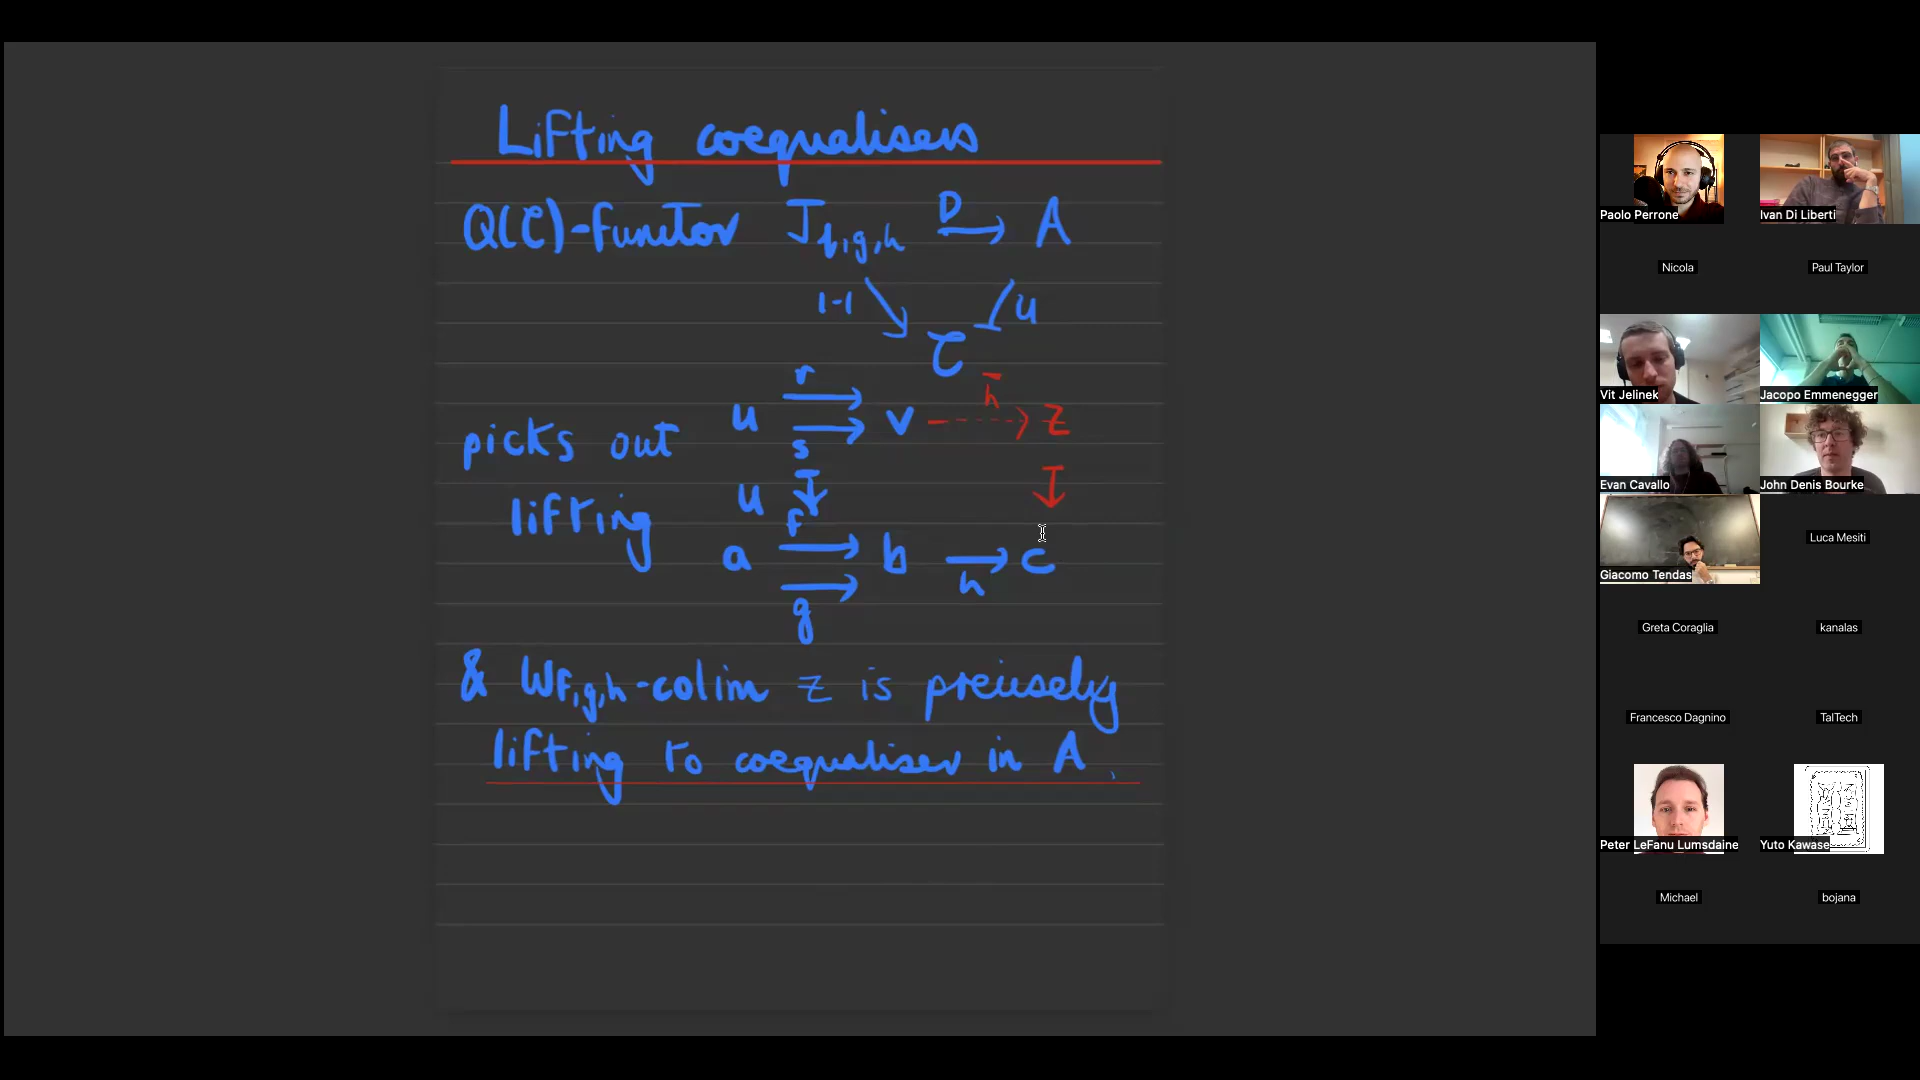 Lifting coequalisers
Q(C)-functor J f,g,h D A
1-1 U
C
r h̄
picks out u v z
s
lifting U
f
a b c
h
g
& Wf,g,h-colim z is precisely
lifting to coequaliser in A.
Paolo Perrone
Ivan Di Liberti
Nicola
Paul Taylor
Vit Jelinek
Jacopo Emmenegger
Evan Cavallo
John Denis Bourke
Giacomo Tendas
Luca Mesiti
Greta Coraglia
kanalas
Francesco Dagnino
TalTech
Peter LeFanu Lumsdaine
Yuto Kawase
Michael
bojana